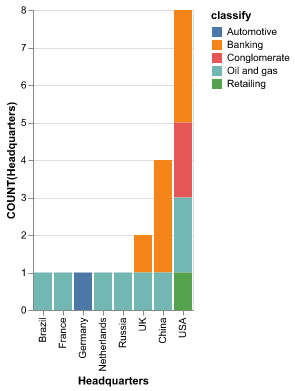 classify
Automotive
Banking
Conglomerate
Oil and gas
Retailing
COUNT(Headquarters)
8
7
6
5
4
3
2
1
0
Brazil
France
Germany
Netherlands
Russia
UK
China
USA
Headquarters